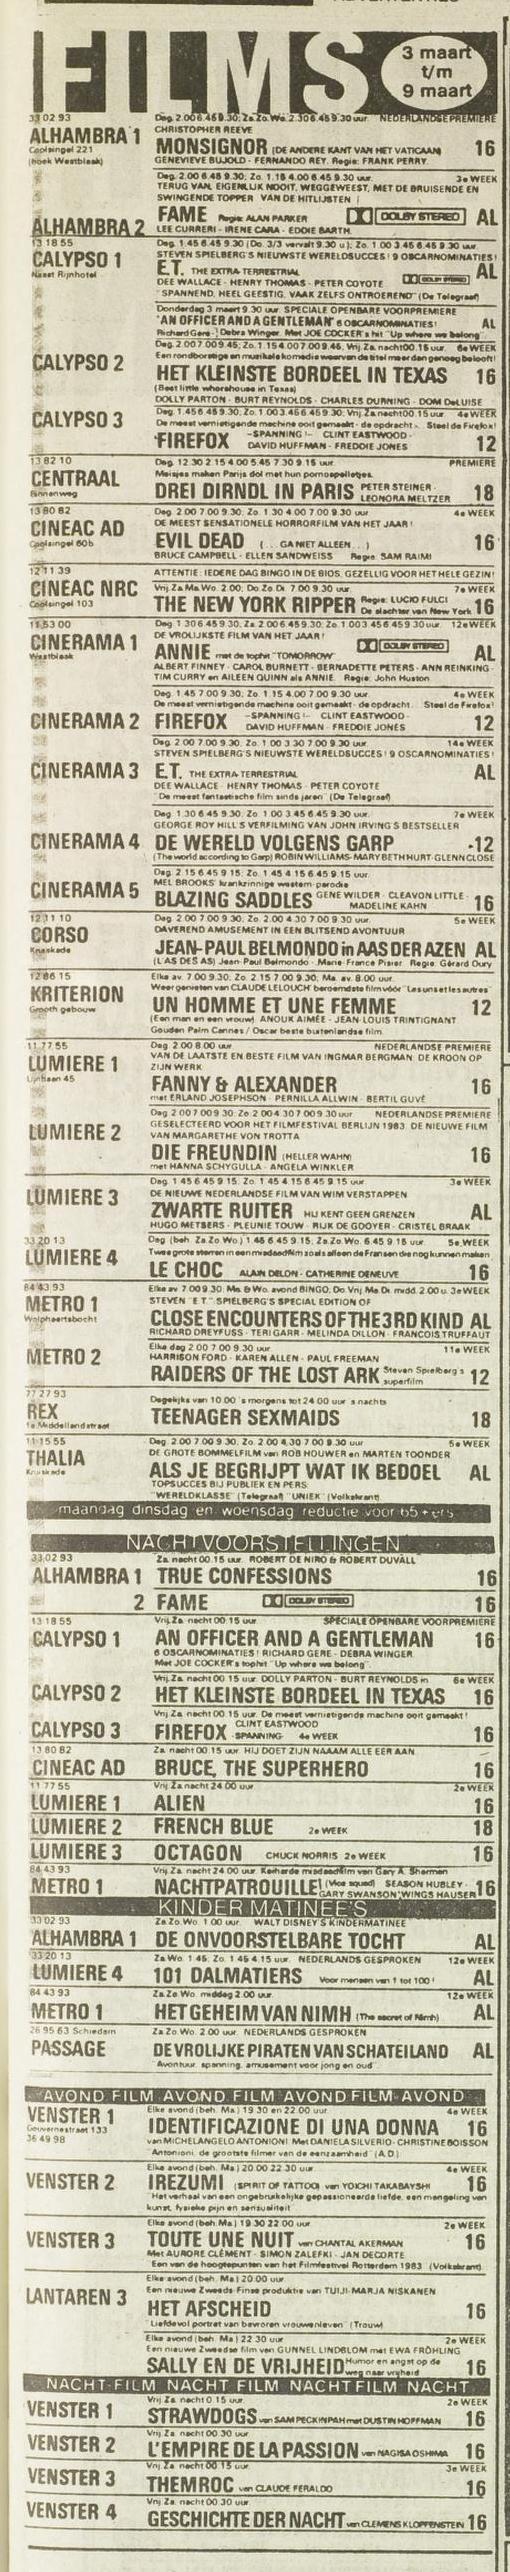 FILMS
3 maart
t/m
9 maart
33 02 93 Dag. 2.00 6.45 9.30; Za. Zo. Wo. 2.30 6.45 9.30 uur. NEDERLANDSE PREMIERE
ALHAMBRA 1 CHRISTOPHER REEVE
Coolsingel 221 MONSIGNOR (DE ANDERE KANT VAN HET VATICAAN) 16
(hoek Westblaak) GENEVIEVE BUJOLD - FERNANDO REY. Regie: FRANK PERRY.
Dag. 2.00 6.45 9.30; Zo. 1.15 4.00 6.45 9.30 uur. 3e WEEK
TERUG VAN, EIGENLIJK NOOIT, WEGGEWEEST, MET DE BRUISENDE EN
SWINGENDE TOPPER VAN DE HITLIJSTEN!
ALHAMBRA 2 FAME Regie: ALAN PARKER DOLBY STEREO AL
LEE CURRERI - IRENE CARA - EDDIE BARTH.
13 18 55 Dag. 1.45 6.45 9.30 (Do. 3/3 vervalt 9.30 u.); Zo. 1.00 3.45 6.45 9.30 uur.
CALYPSO 1 STEVEN SPIELBERG'S NIEUWSTE WERELDSUCCES! 9 OSCARNOMINATIES!
Naast Rijnhotel E.T. THE EXTRA-TERRESTRIAL DOLBY STEREO AL
DEE WALLACE - HENRY THOMAS - PETER COYOTE
"SPANNEND, HEEL GEESTIG, VAAK ZELFS ONTROEREND" (De Telegraaf)
Donderdag 3 maart 9.30 uur. SPECIALE OPENBARE VOORPREMIERE
'AN OFFICER AND A GENTLEMAN' 6 OSCARNOMINATIES! AL
Richard Gere - Debra Winger. Met JOE COCKER's hit "Up where we belong"
Dag. 2.00 7.00 9.45; Zo. 1.15 4.00 7.00 9.45; Vrij. Za. nacht 00.15 uur. 6e WEEK
CALYPSO 2 Een rondborstige en muzikale komedie waarvan de titel meer dan genoeg belooft!
HET KLEINSTE BORDEEL IN TEXAS 16
(Best little whorehouse in Texas)
DOLLY PARTON - BURT REYNOLDS - CHARLES DURNING - DOM DeLUISE
CALYPSO 3 Dag. 1.45 6.45 9.30; Zo. 1.00 3.45 6.45 9.30; Vrij. Za. nacht 00.15 uur. 4e WEEK
De meest vernietigende machine ooit gemaakt - de opdracht... Steel de Firefox!
FIREFOX -SPANNING!- CLINT EASTWOOD - 12
DAVID HUFFMAN - FREDDIE JONES
13 82 10 Dag. 12.30 2.15 4.00 5.45 7.30 9.15 uur. PREMIERE
CENTRAAL Meisjes maken Parijs dol met hun pornospelletjes.
Binnenweg DREI DIRNDL IN PARIS PETER STEINER - LEONORA MELTZER 18
13 80 82 Dag. 2.00 7.00 9.30 uur. Zo. 1.30 4.00 7.00 9.30 uur 4e WEEK
CINEAC AD DE MEEST SENSATIONELE HORRORFILM VAN HET JAAR!
Coolsingel 60b EVIL DEAD (... GA NIET ALLEEN...) 16
BRUCE CAMPBELL - ELLEN SANDWEISS Regie: SAM RAIMI
12 11 39 ATTENTIE: IEDERE DAG BINGO IN DE BIOS. GEZELLIG VOOR HET HELE GEZIN!
CINEAC NRC Vrij. Za. Ma. Wo. 2.00; Do. Zo. Di. 7.00 9.30 uur. 7e WEEK
Coolsingel 103 THE NEW YORK RIPPER Regie: LUCIO FULCI De slachter van New York 16
11 53 00 Dag. 1.30 6.45 9.30; Za. 2.00 6.45 9.30; Zo. 1.00 3.45 6.45 9.30 uur. 12e WEEK
CINERAMA 1 DE VROLIJKSTE FILM VAN HET JAAR!
Westblaak ANNIE met de tophit "TOMORROW" DOLBY STEREO AL
ALBERT FINNEY - CAROL BURNETT - BERNADETTE PETERS - ANN REINKING -
TIM CURRY en AILEEN QUINN als ANNIE. Regie: John Huston
Dag. 1.45 7.00 9.30; Zo. 1.15 4.00 7.00 9.30 uur. 4e WEEK
De meest vernietigende machine ooit gemaakt - de opdracht... Steel de Firefox!
CINERAMA 2 FIREFOX -SPANNING!- CLINT EASTWOOD - 12
DAVID HUFFMAN - FREDDIE JONES
Dag. 2.00 7.00 9.30; Zo. 1.00 3.30 7.00 9.30 uur. 14e WEEK
STEVEN SPIELBERG'S NIEUWSTE WERELDSUCCES! 9 OSCARNOMINATIES!
CINERAMA 3 E.T. THE EXTRA-TERRESTRIAL AL
DEE WALLACE - HENRY THOMAS - PETER COYOTE
"De meest fantastische film sinds jaren" (De Telegraaf)
Dag. 1.30 6.45 9.30; Zo. 1.00 3.45 6.45 9.15 uur. 7e WEEK
GEORGE ROY HILL'S VERFILMING VAN JOHN IRVING'S BESTSELLER
CINERAMA 4 DE WERELD VOLGENS GARP 12
(The world according to Garp) ROBIN WILLIAMS - MARY BETH HURT - GLENN CLOSE
Dag. 2.15 6.45 9.15; Zo. 1.45 4.15 6.45 9.15 uur.
CINERAMA 5 MEL BROOKS' krankzinnige western-parodie
BLAZING SADDLES GENE WILDER - CLEAVON LITTLE - MADELINE KAHN 16
12 11 10 Dag. 2.00 7.00 9.30; Zo. 2.00 4.30 7.00 9.30 uur. 5e WEEK
CORSO DAVEREND AMUSEMENT IN EEN BLITSEND AVONTUUR
Kruiskade JEAN-PAUL BELMONDO in AAS DER AZEN AL
(L'AS DES AS) Jean-Paul Belmondo - Marie-France Pisier. Regie: Gérard Oury
12 86 15 Elke av. 7.00 9.30; Zo. 2.15 7.00 9.30; Ma. av. 8.00 uur.
KRITERION Weer genieten van CLAUDE LELOUCH' beroemdste film vóór "Les uns et les autres"
Grooth gebouw UN HOMME ET UNE FEMME 12
(Een man en een vrouw). ANOUK AIMÉE - JEAN-LOUIS TRINTIGNANT
Gouden Palm Cannes / Oscar beste buitenlandse film
11 77 55 Dag. 2.00 8.00 uur. NEDERLANDSE PREMIERE
LUMIERE 1 VAN DE LAATSTE EN BESTE FILM VAN INGMAR BERGMAN: DE KROON OP
Lijnbaan 45 ZIJN WERK
FANNY & ALEXANDER 16
met ERLAND JOSEPHSON - PERNILLA ALLWIN - BERTIL GUVÉ
Dag. 2.00 7.00 9.30 Zo. 2.00 4.30 7.00 9.30 uur NEDERLANDSE PREMIERE
LUMIERE 2 GESELECTEERD VOOR HET FILMFESTIVAL BERLIJN 1983. DE NIEUWE FILM
VAN MARGARETHE VON TROTTA
DIE FREUNDIN (HELLER WAHN) 16
met HANNA SCHYGULLA - ANGELA WINKLER
Dag. 1.45 6.45 9.15; Zo. 1.45 4.15 6.45 9.15 uur 3e WEEK
LUMIERE 3 DE NIEUWE NEDERLANDSE FILM VAN WIM VERSTAPPEN
ZWARTE RUITER HIJ KENT GEEN GRENZEN AL
HUGO METSERS - PLEUNIE TOUW - RIJK DE GOOYER - CRISTEL BRAAK
33 20 13 Dag. (beh. Za. Zo. Wo.) 1.45 6.45 9.15; Za. Zo. Wo. 6.45 9.15 uur. 5e WEEK
LUMIERE 4 Twee grote sterren in een misdaadfilm zoals alleen de Fransen die nog kunnen maken
LE CHOC ALAIN DELON - CATHERINE DENEUVE 16
84 43 93 Elke av. 7.00 9.30; Ma. & Wo. avond BINGO; Do. Vrij. Ma. Di. midd. 2.00 u. 3e WEEK
METRO 1 STEVEN "E.T." SPIELBERG'S SPECIAL EDITION OF
Wolphaertsbocht CLOSE ENCOUNTERS OF THE 3RD KIND AL
RICHARD DREYFUSS - TERI GARR - MELINDA DILLON - FRANCOIS TRUFFAUT
Elke dag 2.00 7.00 9.30 uur 11e WEEK
METRO 2 HARRISON FORD - KAREN ALLEN - PAUL FREEMAN
RAIDERS OF THE LOST ARK Steven Spielberg's superfilm 12
77 27 93 Dagelijks van 10.00 's morgens tot 24.00 uur 's nachts
REX TEENAGER SEXMAIDS 18
1e Middellandstraat
11 15 55 Dag. 2.00 7.00 9.30; Zo. 2.00 4.30 7.00 9.30 uur 5e WEEK
THALIA DE GROTE BOMMELFILM van ROB HOUWER en MARTEN TOONDER
Kruiskade ALS JE BEGRIJPT WAT IK BEDOEL AL
TOPSUCCES BIJ PUBLIEK EN PERS:
"WERELDKLASSE" (Telegraaf) "UNIEK" (Volkskrant)
maandag dinsdag en woensdag reductie voor 65+ers
NACHTVOORSTELLINGEN
33 02 93 Za. nacht 00.15 uur. ROBERT DE NIRO & ROBERT DUVALL
ALHAMBRA 1 TRUE CONFESSIONS 16
2 FAME DOLBY STEREO 16
13 18 55 Vrij. Za. nacht 00.15 uur. SPECIALE OPENBARE VOORPREMIERE
CALYPSO 1 AN OFFICER AND A GENTLEMAN 16
6 OSCARNOMINATIES! RICHARD GERE - DEBRA WINGER
Met JOE COCKER's tophit "Up where we belong".
Vrij. Za. nacht 00.15 uur DOLLY PARTON - BURT REYNOLDS in 6e WEEK
CALYPSO 2 HET KLEINSTE BORDEEL IN TEXAS 16
Vrij. Za. nacht 00.15 uur. De meest vernietigende machine ooit gemaakt!
CALYPSO 3 FIREFOX CLINT EASTWOOD -SPANNING- 4e WEEK 16
13 80 82 Za. nacht 00.15 uur. HIJ DOET ZIJN NAAAM ALLE EER AAN.
CINEAC AD BRUCE, THE SUPERHERO 16
11 77 55 Vrij. Za. nacht 24.00 uur. 2e WEEK
LUMIERE 1 ALIEN 16
LUMIERE 2 FRENCH BLUE 2e WEEK 18
LUMIERE 3 OCTAGON CHUCK NORRIS 2e WEEK 16
84 43 93 Vrij. Za. nacht 24.00 uur. Keiharde misdaadfilm van Gary A. Sherman
METRO 1 NACHTPATROUILLE (Vice squad) SEASON HUBLEY - GARY SWANSON, WINGS HAUSER 16
KINDER MATINEE'S
33 02 93 Za. Zo. Wo. 1.00 uur. WALT DISNEY'S KINDERMATINEE
ALHAMBRA 1 DE ONVOORSTELBARE TOCHT AL
33 20 13 Za. Wo. 1.45; Zo. 1.45 4.15 uur. NEDERLANDS GESPROKEN 12e WEEK
LUMIERE 4 101 DALMATIERS Voor mensen van 1 tot 100! AL
84 43 93 Za. Zo. Wo. middag 2.00 uur. 12e WEEK
METRO 1 HET GEHEIM VAN NIMH (The secret of Nimh) AL
26 95 63 Schiedam Za. Zo. Wo. 2.00 uur. NEDERLANDS GESPROKEN
PASSAGE DE VROLIJKE PIRATEN VAN SCHATEILAND AL
Avontuur, spanning, amusement voor jong en oud
AVOND FILM AVOND FILM AVOND FILM AVOND
VENSTER 1 Elke avond (beh. Ma.) 19.30 en 22.00 uur 4e WEEK
Gouvernestraat 133 IDENTIFICAZIONE DI UNA DONNA 16
36 49 98 van MICHELANGELO ANTONIONI. Met DANIELA SILVERIO - CHRISTINE BOISSON
"Antonioni, de grootste filmer van de eenzaamheid" (A.D.)
Elke avond (beh. Ma.) 20.00 22.30 uur 4e WEEK
VENSTER 2 IREZUMI (SPIRIT OF TATTOO) van YOICHI TAKABAYSHI 16
"Het verhaal van een ongebruikelijke gepassioneerde liefde, een mengeling van
kunst, fysieke pijn en sensualiteit"
Elke avond (beh. Ma.) 19.30 22.00 uur 2e WEEK
VENSTER 3 TOUTE UNE NUIT van CHANTAL AKERMAN 16
Met AURORE CLÉMENT - SIMON ZALEFKI - JAN DECORTE
"Een van de hoogtepunten van het Filmfestival Rotterdam 1983" (Volkskrant)
Elke avond (beh. Ma.) 20.00 uur
LANTAREN 3 Een nieuwe Zweeds-Finse produktie van TUIJI-MARJA NISKANEN
HET AFSCHEID 16
"Liefdevol portret van bevroren vrouwenleven" (Trouw)
Elke avond (beh. Ma.) 22.30 uur 2e WEEK
Een nieuwe Zweedse film van GUNNEL LINDBLOM met EWA FRÖHLING
SALLY EN DE VRIJHEID Humor en angst op de weg naar vrijheid 16
NACHT-FILM NACHT FILM NACHT FILM NACHT
Vrij. Za. nacht 0.15 uur. 2e WEEK
VENSTER 1 STRAWDOGS van SAM PECKINPAH met DUSTIN HOFFMAN 16
Vrij. Za. nacht 00.30 uur.
VENSTER 2 L'EMPIRE DE LA PASSION van NAGISA OSHIMA 16
Vrij. Za. nacht 00.15 uur. 3e WEEK
VENSTER 3 THEMROC van CLAUDE FERALDO 16
Vrij. Za. nacht 00.30 uur.
VENSTER 4 GESCHICHTE DER NACHT van CLEMENS KLOPFENSTEIN 16